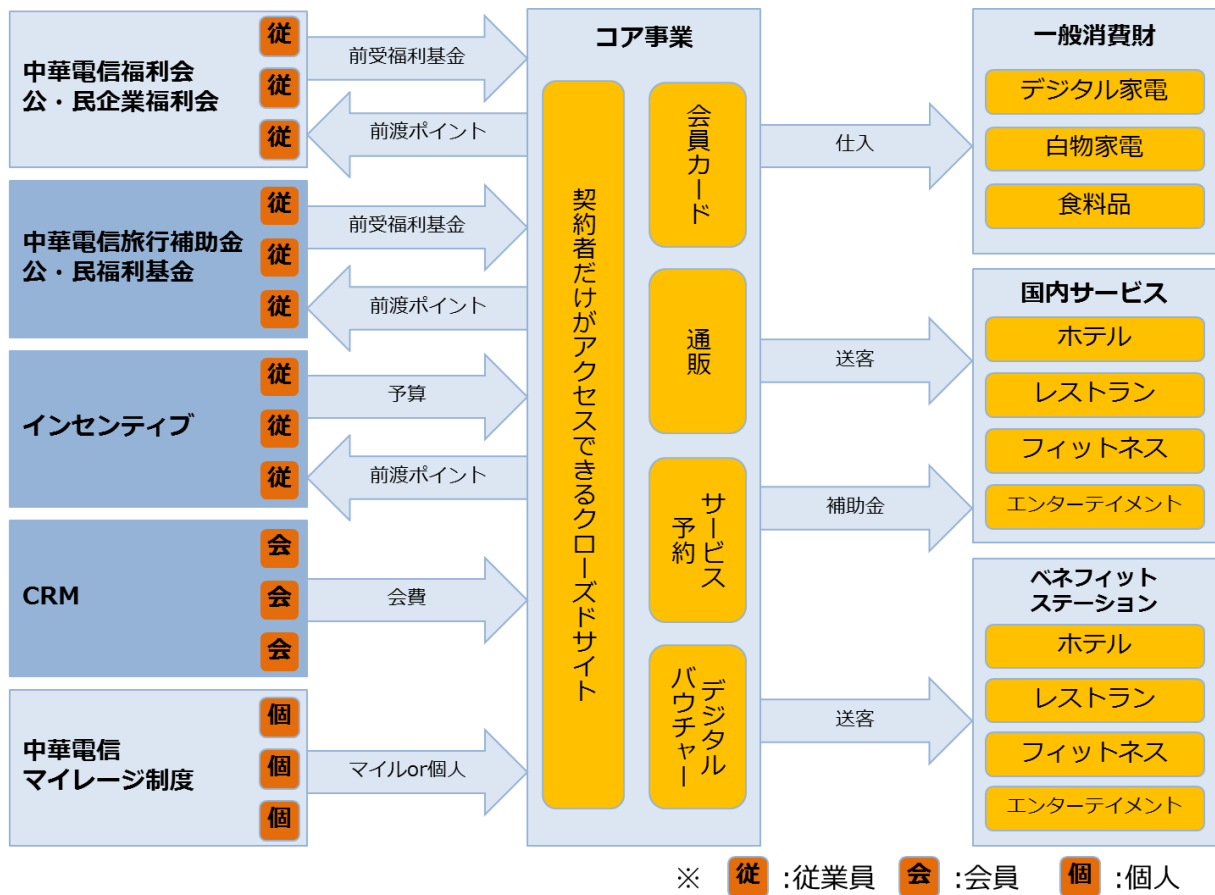 中華電信福利会
公・民企業福利会
従
従
従
前受福利基金
前渡ポイント
中華電信旅行補助金
公・民福利基金
従
従
従
前受福利基金
前渡ポイント
インセンティブ
従
従
従
予算
前渡ポイント
CRM
会
会
会
会費
中華電信
マイレージ制度
個
個
個
マイルor個人
コア事業
契約者だけがアクセスできるクローズドサイト
会員カード
通販
サービス
予約
デジタル
バウチャー
仕入
送客
補助金
送客
一般消費財
デジタル家電
白物家電
食料品
国内サービス
ホテル
レストラン
フィットネス
エンターテイメント
ベネフィット
ステーション
ホテル
レストラン
フィットネス
エンターテイメント
※ 従 :従業員 会 :会員 個 :個人